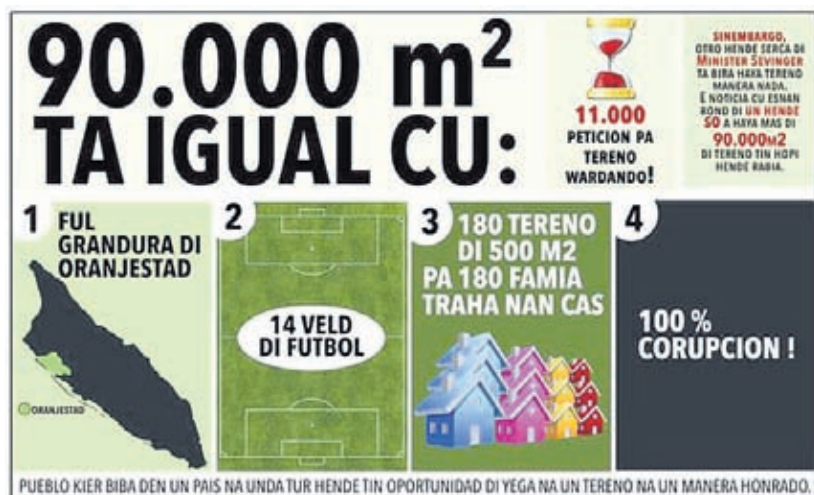 90.000 m²
TA IGUAL CU:
11.000
PETICION PA
TERENO
WARDANDO!
SINEMBARGO,
OTRO HENDE SERCA DI
MINISTER SEVINGER
TA BIRA HAYA TERENO
MANERA NADA.
E NOTICIA CU ESNAN
ROND DI UN HENDE
SO A HAYA MAS DI
90.000M2
DI TERENO TIN HOPI
HENDE RABIA.
1 FUL
GRANDURA DI
ORANJESTAD
ORANJESTAD
2
14 VELD
DI FUTBOL
3 180 TERENO
DI 500 M2
PA 180 FAMIA
TRAHA NAN CAS
4
100 %
CORUPCION !
PUEBLO KIER BIBA DEN UN PAIS NA UNDA TUR HENDE TIN OPORTUNIDAD DI YEGA NA UN TERENO NA UN MANERA HONRADO.